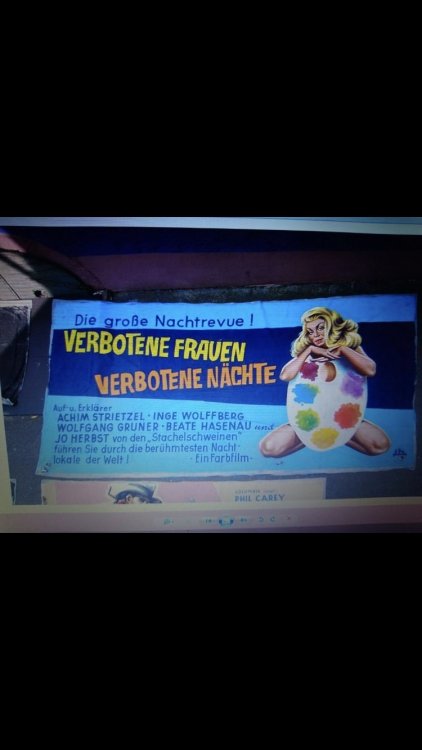 Die große Nachtrevue!
VERBOTENE FRAUEN
VERBOTENE NÄCHTE
Auf- u. Erklärer
ACHIM STRIETZEL · INGE WOLFFBERG
WOLFGANG GRUNER · BEATE HASENAU und
JO HERBST von den „Stachelschweinen"
führen Sie durch die berühmtesten Nacht-
lokale der Welt! · Ein Farbfilm ·
PHIL CAREY